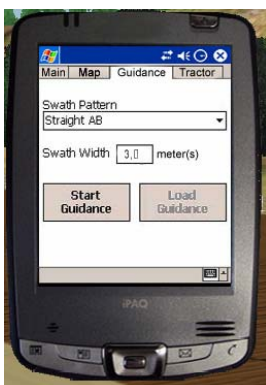 Main Map Guidance Tractor
Swath Pattern
Straight AB
Swath Width 3,0 meter(s)
Start Load
Guidance Guidance
iPAQ